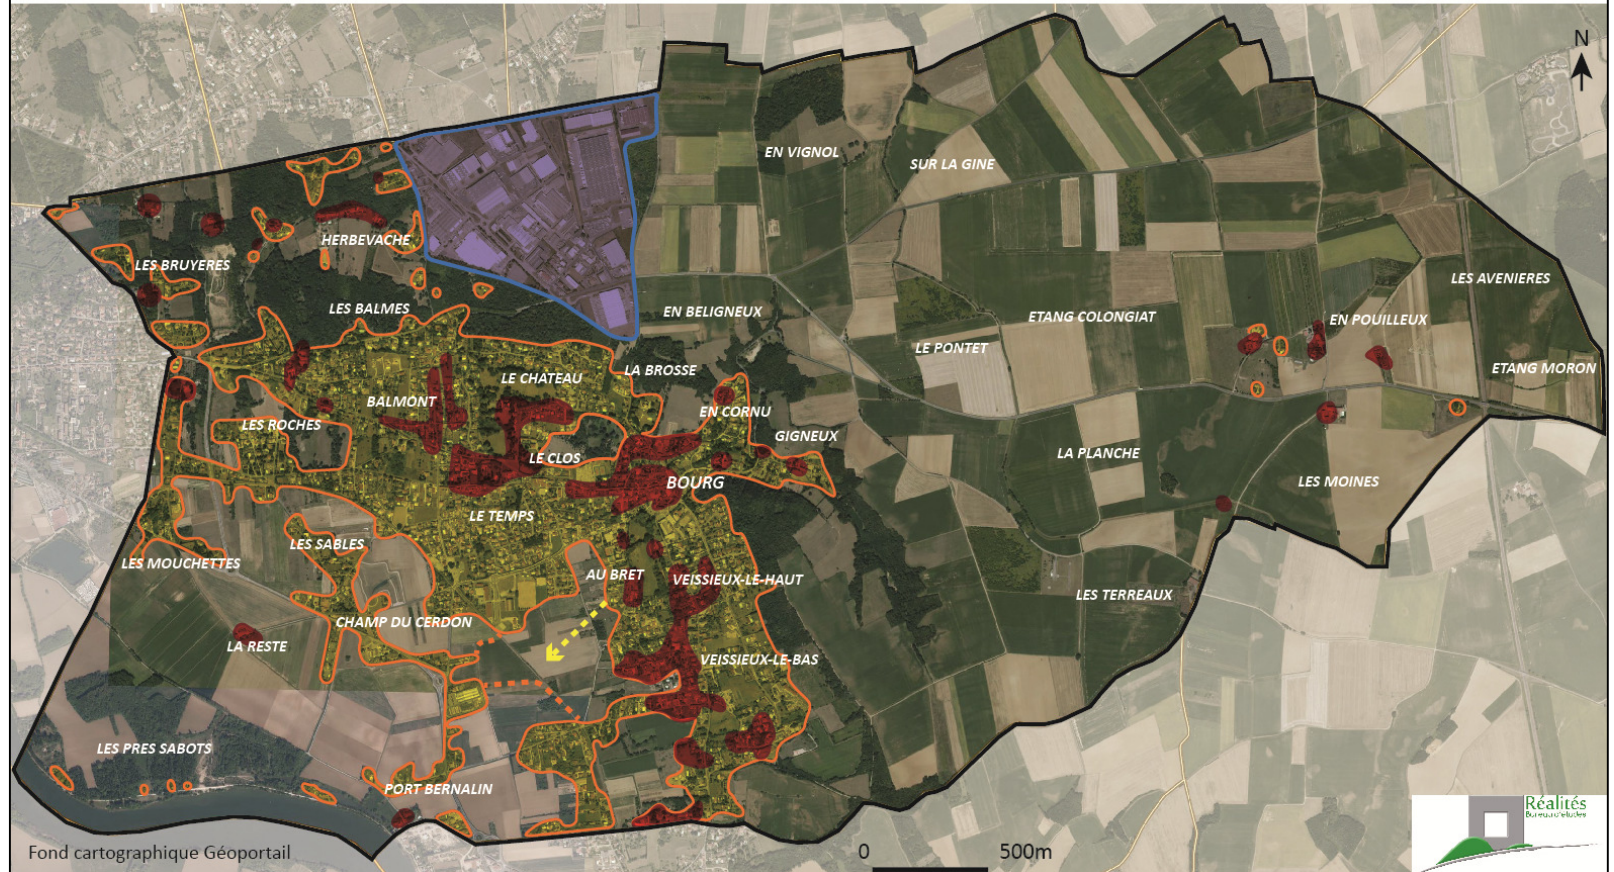 N
EN VIGNOL
SUR LA GINE
HERBEVACHE
LES BRUYERES
LES AVENIERES
LES BALMES
EN BELIGNEUX
ETANG COLONGIAT
EN POUILLEUX
LE PONTET
LA BROSSE
ETANG MORON
LE CHATEAU
BALMONT
EN CORNU
LES ROCHES
GIGNEUX
LE CLOS
LA PLANCHE
BOURG
LES MOINES
LE TEMPS
LES SABLES
LES MOUCHETTES
AU BRET
VEISSIEUX-LE-HAUT
LES TERREAUX
CHAMP DU CERDON
LA RESTE
VEISSIEUX-LE-BAS
LES PRES SABOTS
PORT BERNALIN
Réalités
Bureau d'études
Fond cartographique Géoportail
0 500m